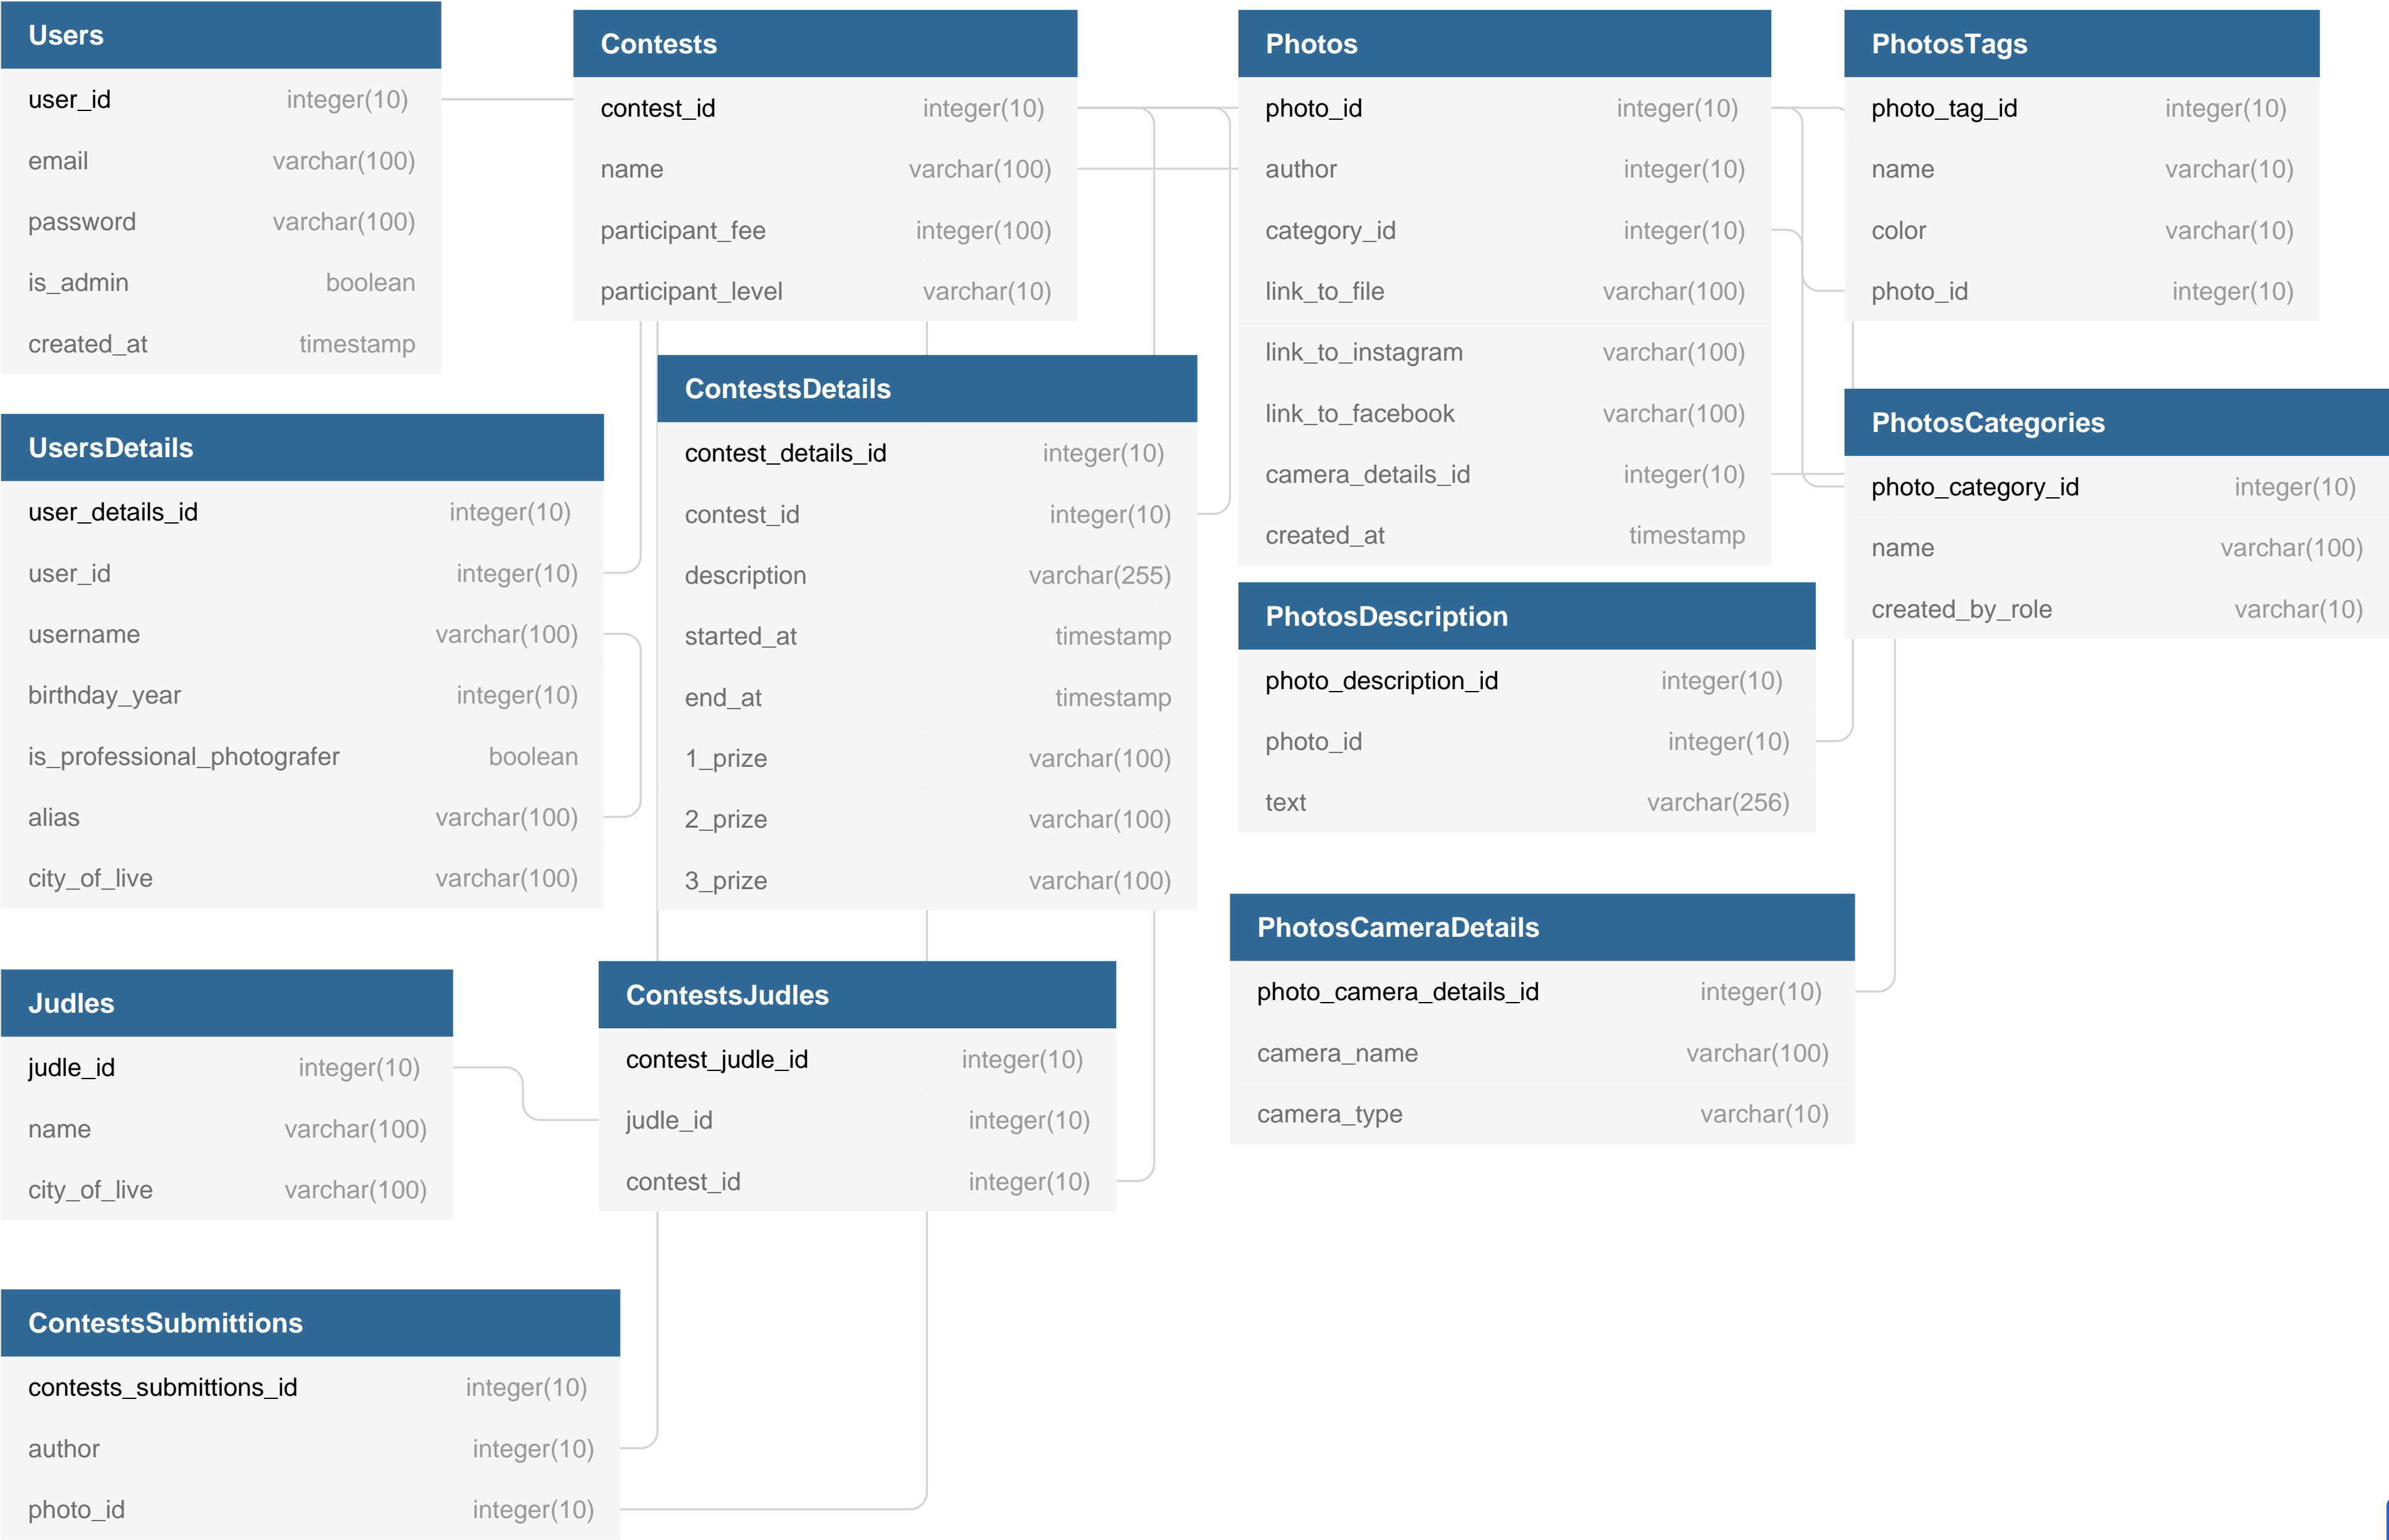 Users
user_id integer(10)
email varchar(100)
password varchar(100)
is_admin boolean
created_at timestamp
Contests
contest_id integer(10)
name varchar(100)
participant_fee integer(100)
participant_level varchar(10)
Photos
photo_id integer(10)
author integer(10)
category_id integer(10)
link_to_file varchar(100)
link_to_instagram varchar(100)
link_to_facebook varchar(100)
camera_details_id integer(10)
created_at timestamp
PhotosTags
photo_tag_id integer(10)
name varchar(10)
color varchar(10)
photo_id integer(10)
UsersDetails
user_details_id integer(10)
user_id integer(10)
username varchar(100)
birthday_year integer(10)
is_professional_photografer boolean
alias varchar(100)
city_of_live varchar(100)
ContestsDetails
contest_details_id integer(10)
contest_id integer(10)
description varchar(255)
started_at timestamp
end_at timestamp
1_prize varchar(100)
2_prize varchar(100)
3_prize varchar(100)
PhotosCategories
photo_category_id integer(10)
name varchar(100)
created_by_role varchar(10)
PhotosDescription
photo_description_id integer(10)
photo_id integer(10)
text varchar(256)
PhotosCameraDetails
photo_camera_details_id integer(10)
camera_name varchar(100)
camera_type varchar(10)
Judles
judle_id integer(10)
name varchar(100)
city_of_live varchar(100)
ContestsJudles
contest_judle_id integer(10)
judle_id integer(10)
contest_id integer(10)
ContestsSubmittions
contests_submittions_id integer(10)
author integer(10)
photo_id integer(10)